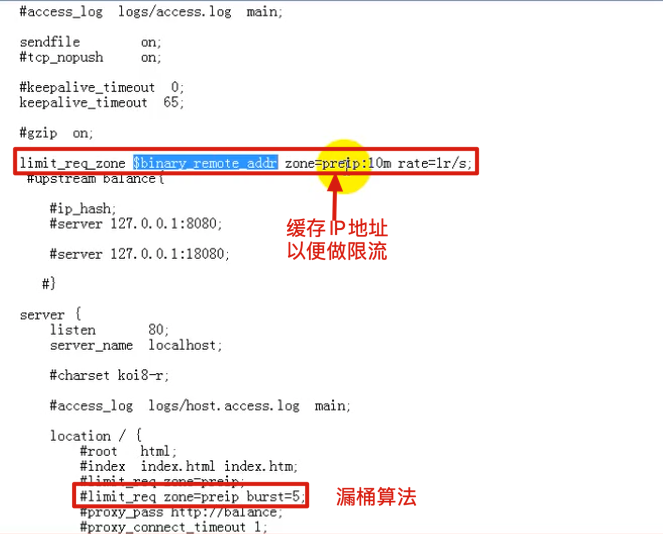 #access_log  logs/access.log  main;
sendfile        on;
#tcp_nopush     on;
#keepalive_timeout  0;
keepalive_timeout  65;
#gzip  on;
limit_req_zone $binary_remote_addr zone=preip:10m rate=1r/s;
#upstream balance{
缓存IP地址
以便做限流
#ip_hash;
#server 127.0.0.1:8080;
#server 127.0.0.1:18080;
#}
server {
listen       80;
server_name  localhost;
#charset koi8-r;
#access_log  logs/host.access.log  main;
location / {
#root   html;
#index  index.html index.htm;
#limit_req zone=preip;
#limit_req zone=preip burst=5;
漏桶算法
#proxy_pass http://balance;
#proxy_connect_timeout 1;